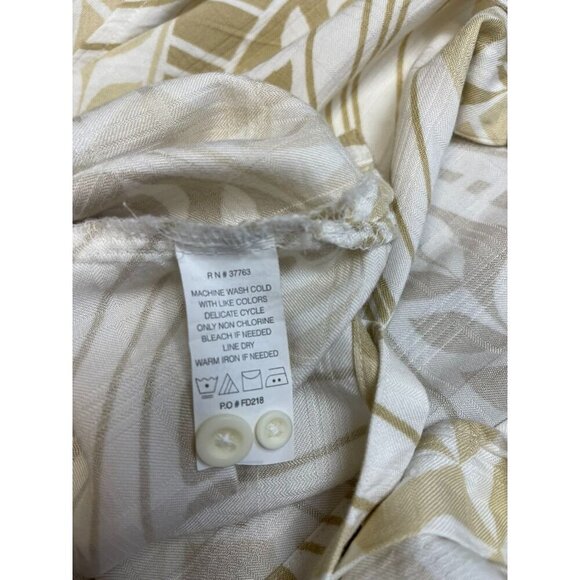 RN # 37763
MACHINE WASH COLD
WITH LIKE COLORS
DELICATE CYCLE
ONLY NON CHLORINE
BLEACH IF NEEDED
LINE DRY
WARM IRON IF NEEDED
P.O # FD218